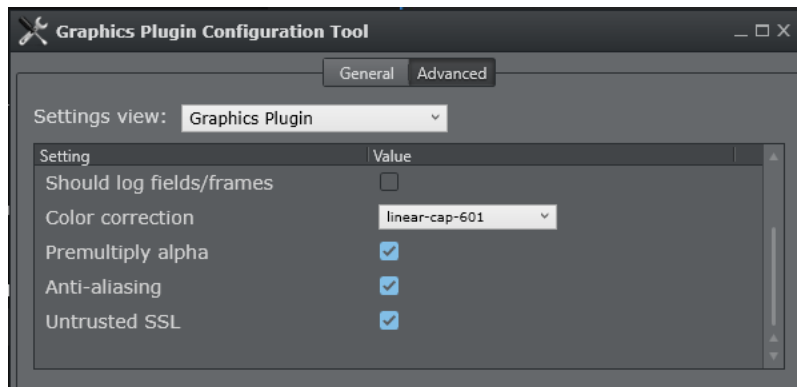 Graphics Plugin Configuration Tool
General Advanced
Settings view: Graphics Plugin
Setting Value
Should log fields/frames
Color correction linear-cap-601
Premultiply alpha
Anti-aliasing
Untrusted SSL